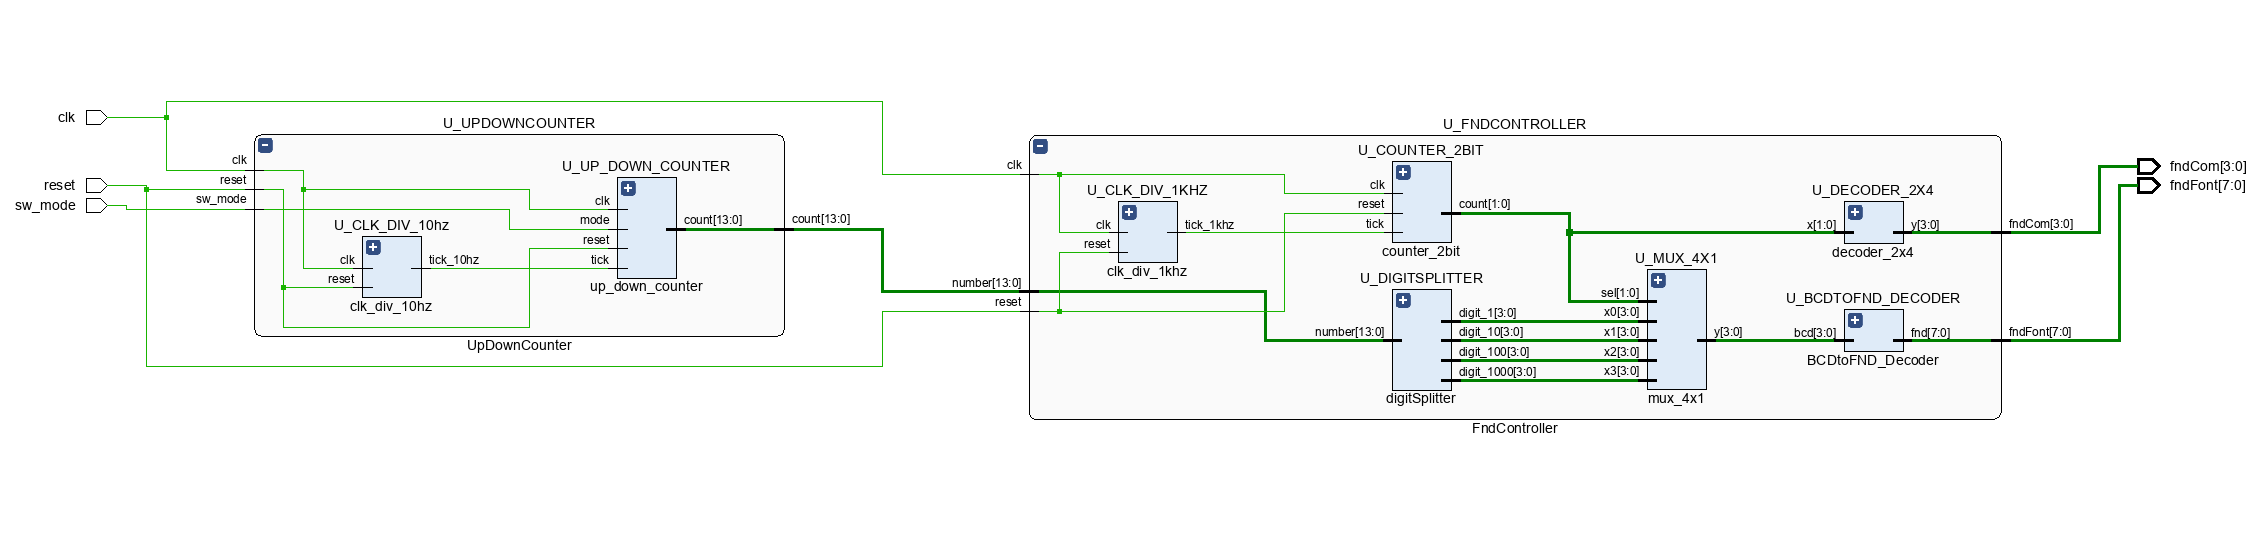 clk
reset
sw_mode
U_UPDOWNCOUNTER
clk
reset
sw_mode
U_CLK_DIV_10hz
clk
reset
tick_10hz
clk_div_10hz
U_UP_DOWN_COUNTER
clk
mode
reset
tick
count[13:0]
up_down_counter
count[13:0]
UpDownCounter
U_FNDCONTROLLER
clk
number[13:0]
reset
U_CLK_DIV_1KHZ
clk
reset
tick_1khz
clk_div_1khz
U_COUNTER_2BIT
clk
reset
tick
count[1:0]
counter_2bit
U_DIGITSPLITTER
number[13:0]
digit_1[3:0]
digit_10[3:0]
digit_100[3:0]
digit_1000[3:0]
digitSplitter
U_MUX_4X1
sel[1:0]
x0[3:0]
x1[3:0]
x2[3:0]
x3[3:0]
y[3:0]
mux_4x1
U_DECODER_2X4
x[1:0]
y[3:0]
decoder_2x4
U_BCDTOFND_DECODER
bcd[3:0]
fnd[7:0]
BCDtoFND_Decoder
fndCom[3:0]
fndFont[7:0]
FndController
fndCom[3:0]
fndFont[7:0]